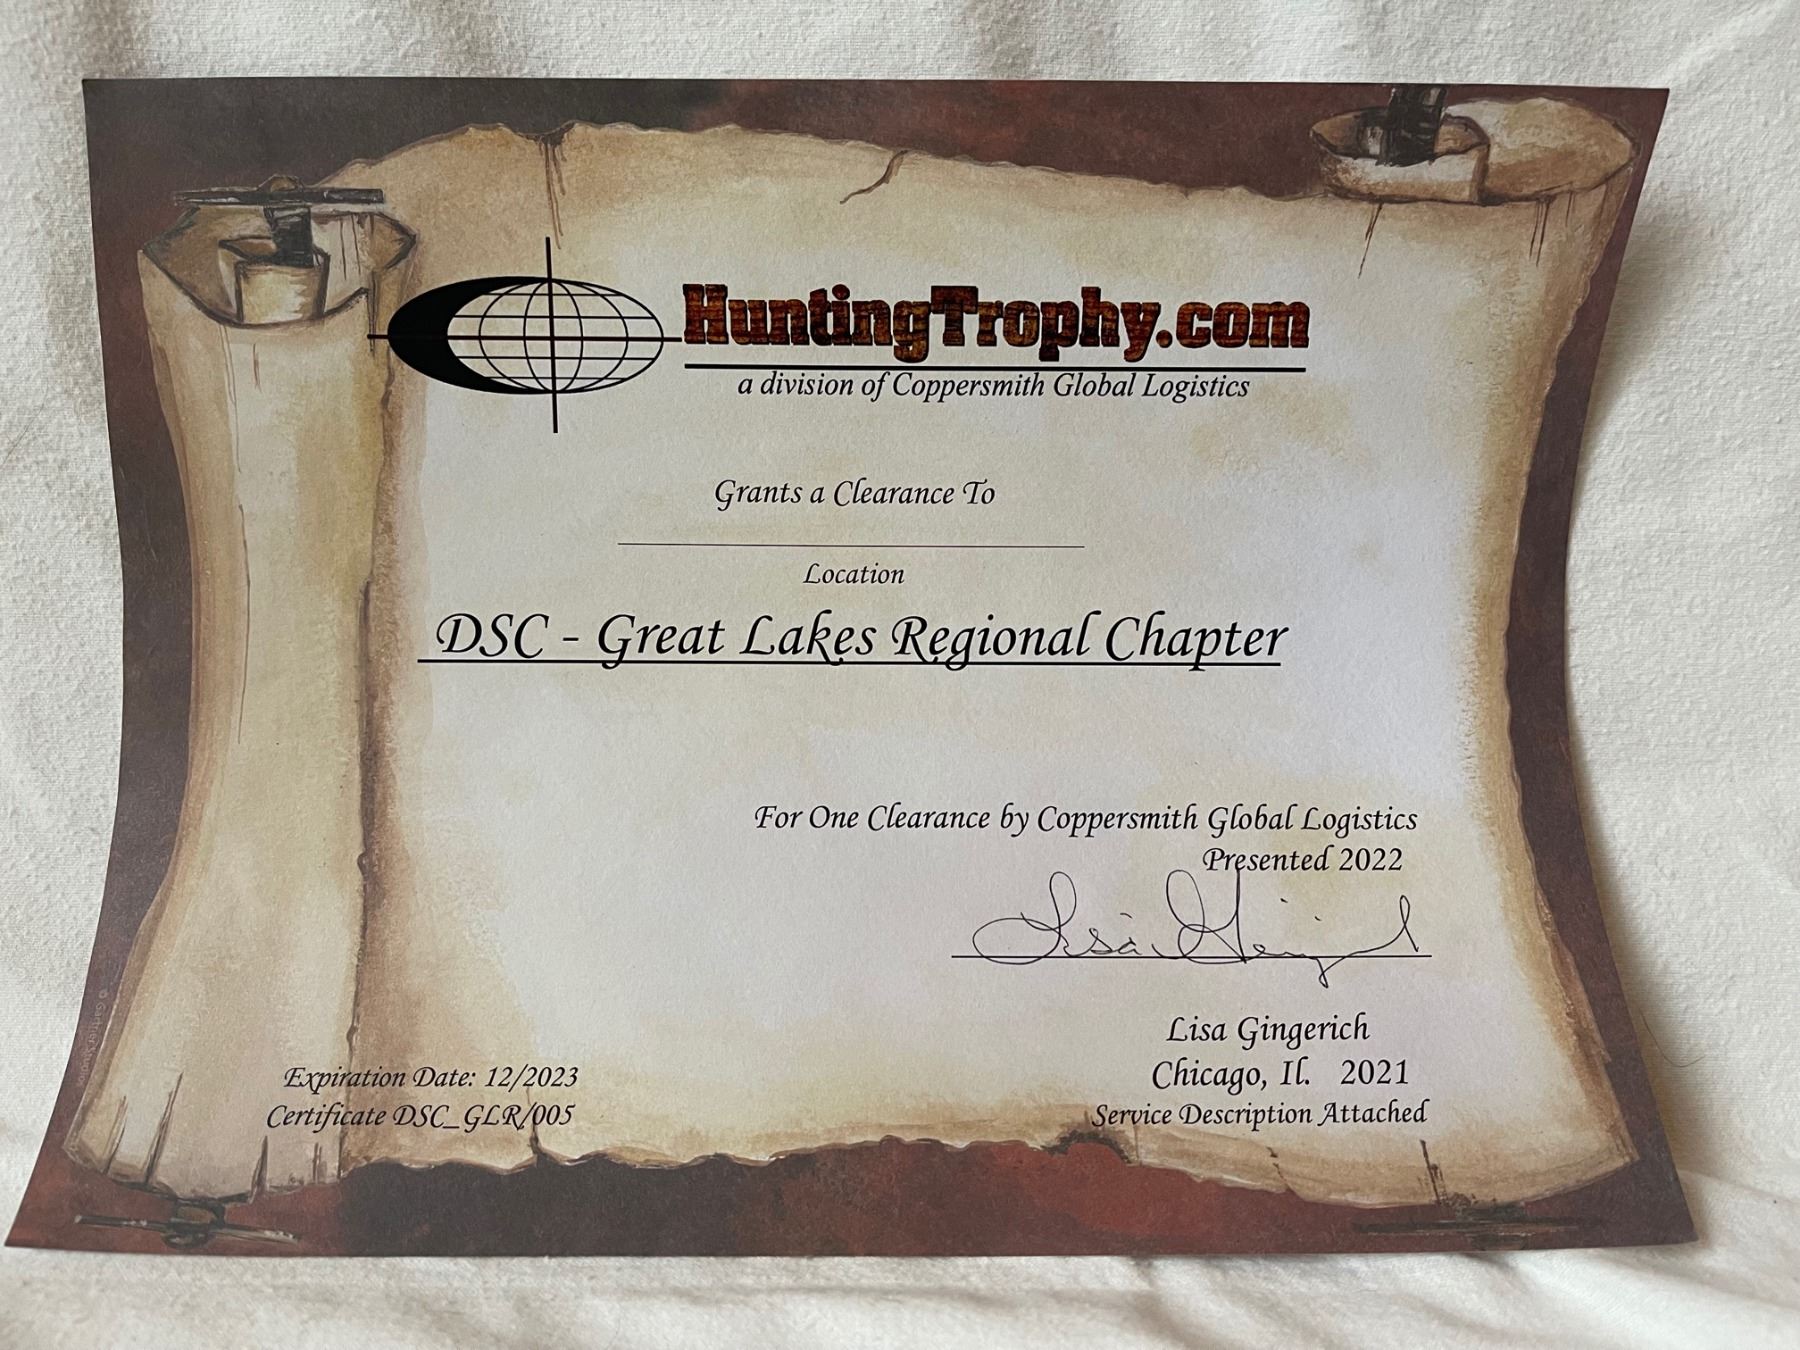 HuntingTrophy.com
a division of Coppersmith Global Logistics
Grants a Clearance To
Location
DSC - Great Lakes Regional Chapter
For One Clearance by Coppersmith Global Logistics
Presented 2022
Lisa Gingerich
Lisa Gingerich
Chicago, Il. 2021
Service Description Attached
Expiration Date: 12/2023
Certificate DSC_GLR/005